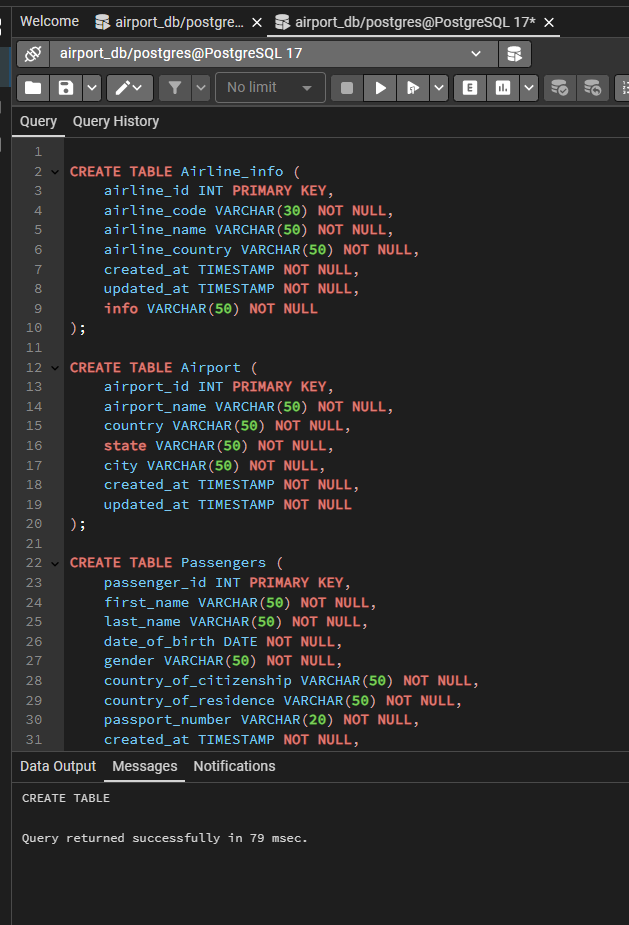 Welcome airport_db/postgre... airport_db/postgres@PostgreSQL 17*
airport_db/postgres@PostgreSQL 17
No limit
E
Query Query History
1
2 CREATE TABLE Airline_info (
3 airline_id INT PRIMARY KEY,
4 airline_code VARCHAR(30) NOT NULL,
5 airline_name VARCHAR(50) NOT NULL,
6 airline_country VARCHAR(50) NOT NULL,
7 created_at TIMESTAMP NOT NULL,
8 updated_at TIMESTAMP NOT NULL,
9 info VARCHAR(50) NOT NULL
10 );
11
12 CREATE TABLE Airport (
13 airport_id INT PRIMARY KEY,
14 airport_name VARCHAR(50) NOT NULL,
15 country VARCHAR(50) NOT NULL,
16 state VARCHAR(50) NOT NULL,
17 city VARCHAR(50) NOT NULL,
18 created_at TIMESTAMP NOT NULL,
19 updated_at TIMESTAMP NOT NULL
20 );
21
22 CREATE TABLE Passengers (
23 passenger_id INT PRIMARY KEY,
24 first_name VARCHAR(50) NOT NULL,
25 last_name VARCHAR(50) NOT NULL,
26 date_of_birth DATE NOT NULL,
27 gender VARCHAR(50) NOT NULL,
28 country_of_citizenship VARCHAR(50) NOT NULL,
29 country_of_residence VARCHAR(50) NOT NULL,
30 passport_number VARCHAR(20) NOT NULL,
31 created_at TIMESTAMP NOT NULL,
Data Output Messages Notifications
CREATE TABLE
Query returned successfully in 79 msec.